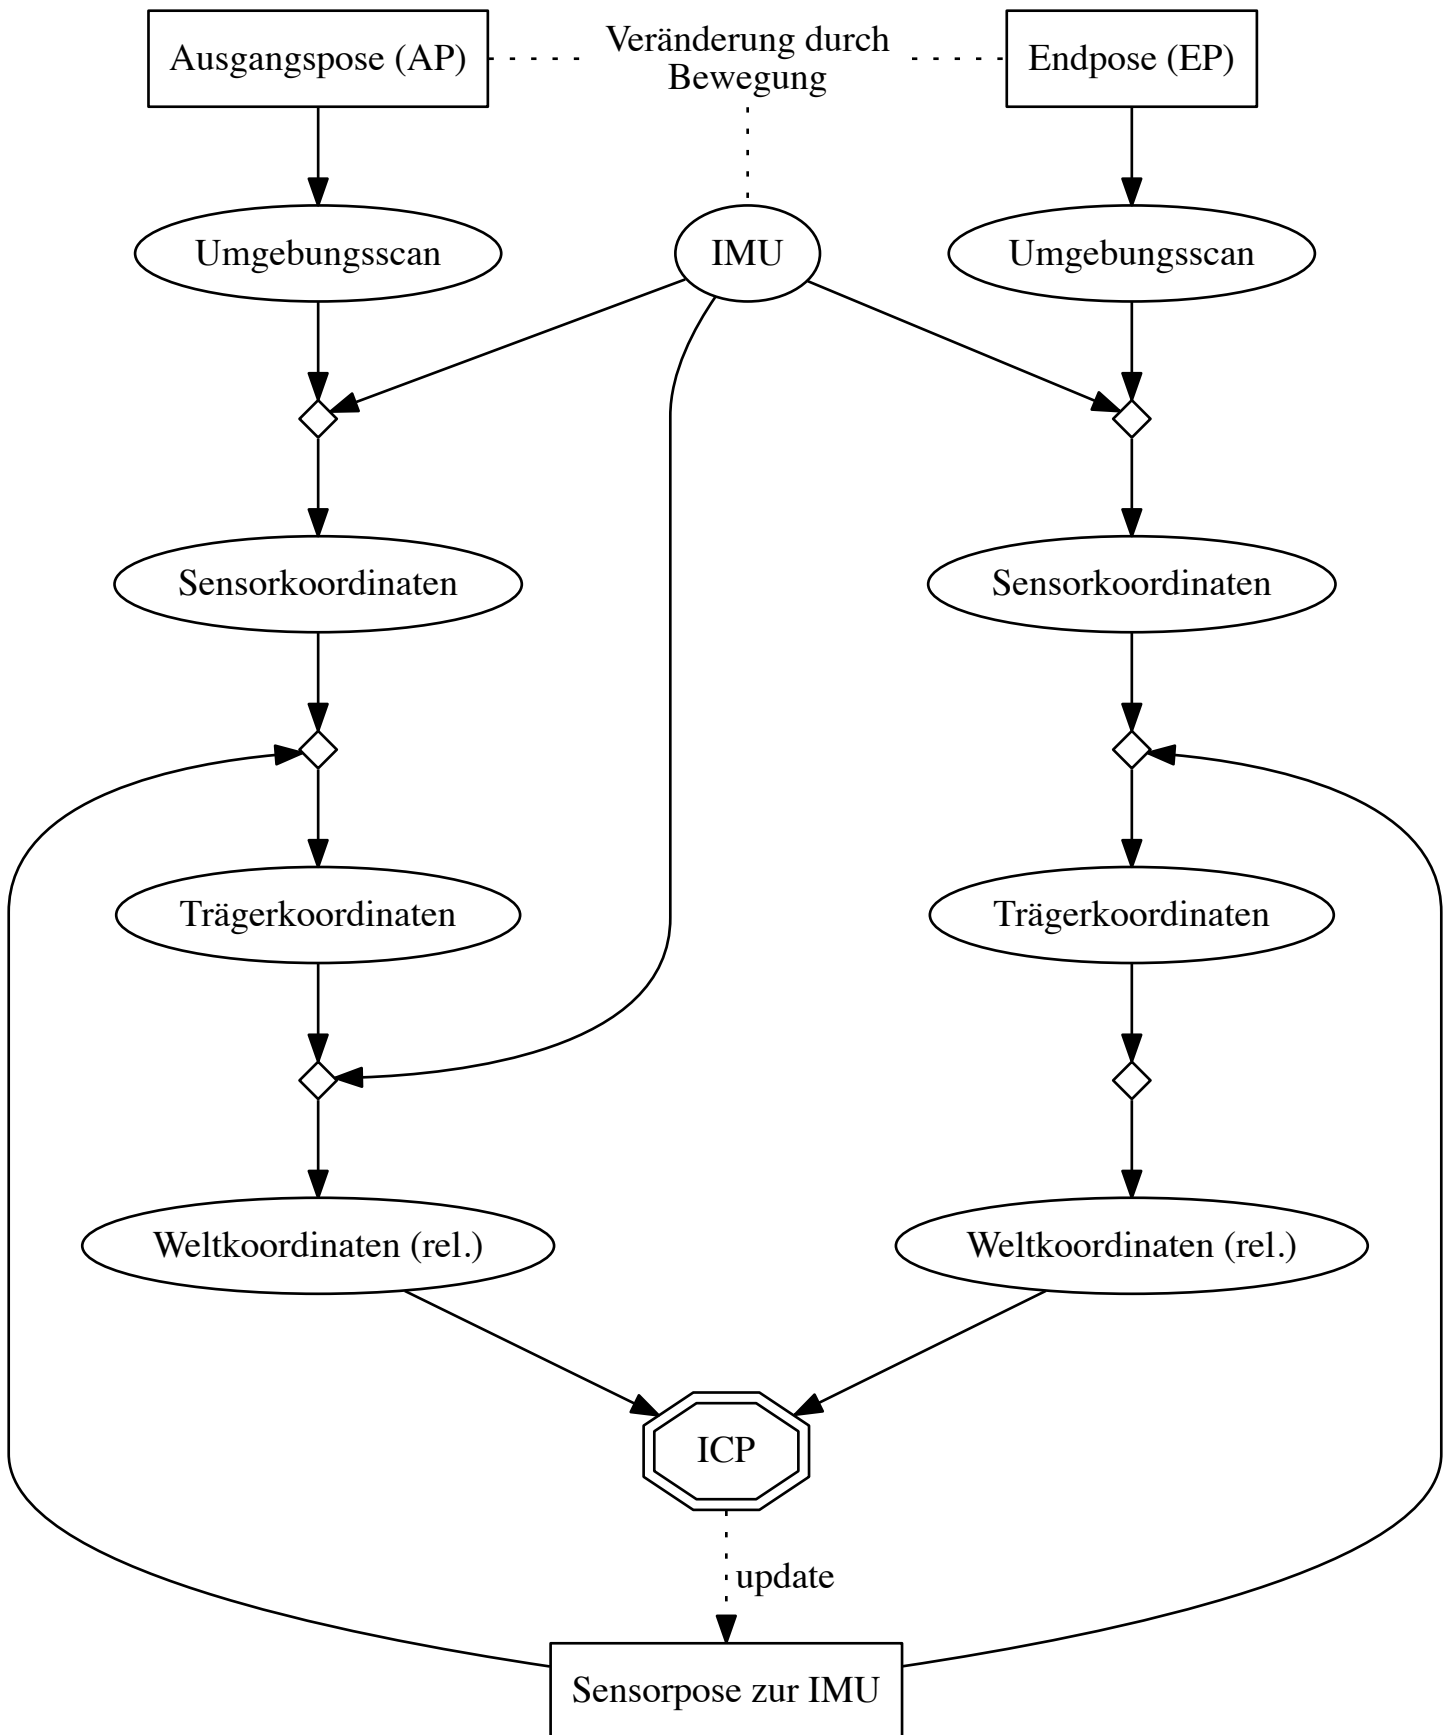 Ausgangspose (AP)
Veränderung durch
Bewegung
Endpose (EP)
Umgebungsscan
IMU
Umgebungsscan
Sensorkoordinaten
Sensorkoordinaten
Trägerkoordinaten
Trägerkoordinaten
Weltkoordinaten (rel.)
Weltkoordinaten (rel.)
ICP
update
Sensorpose zur IMU